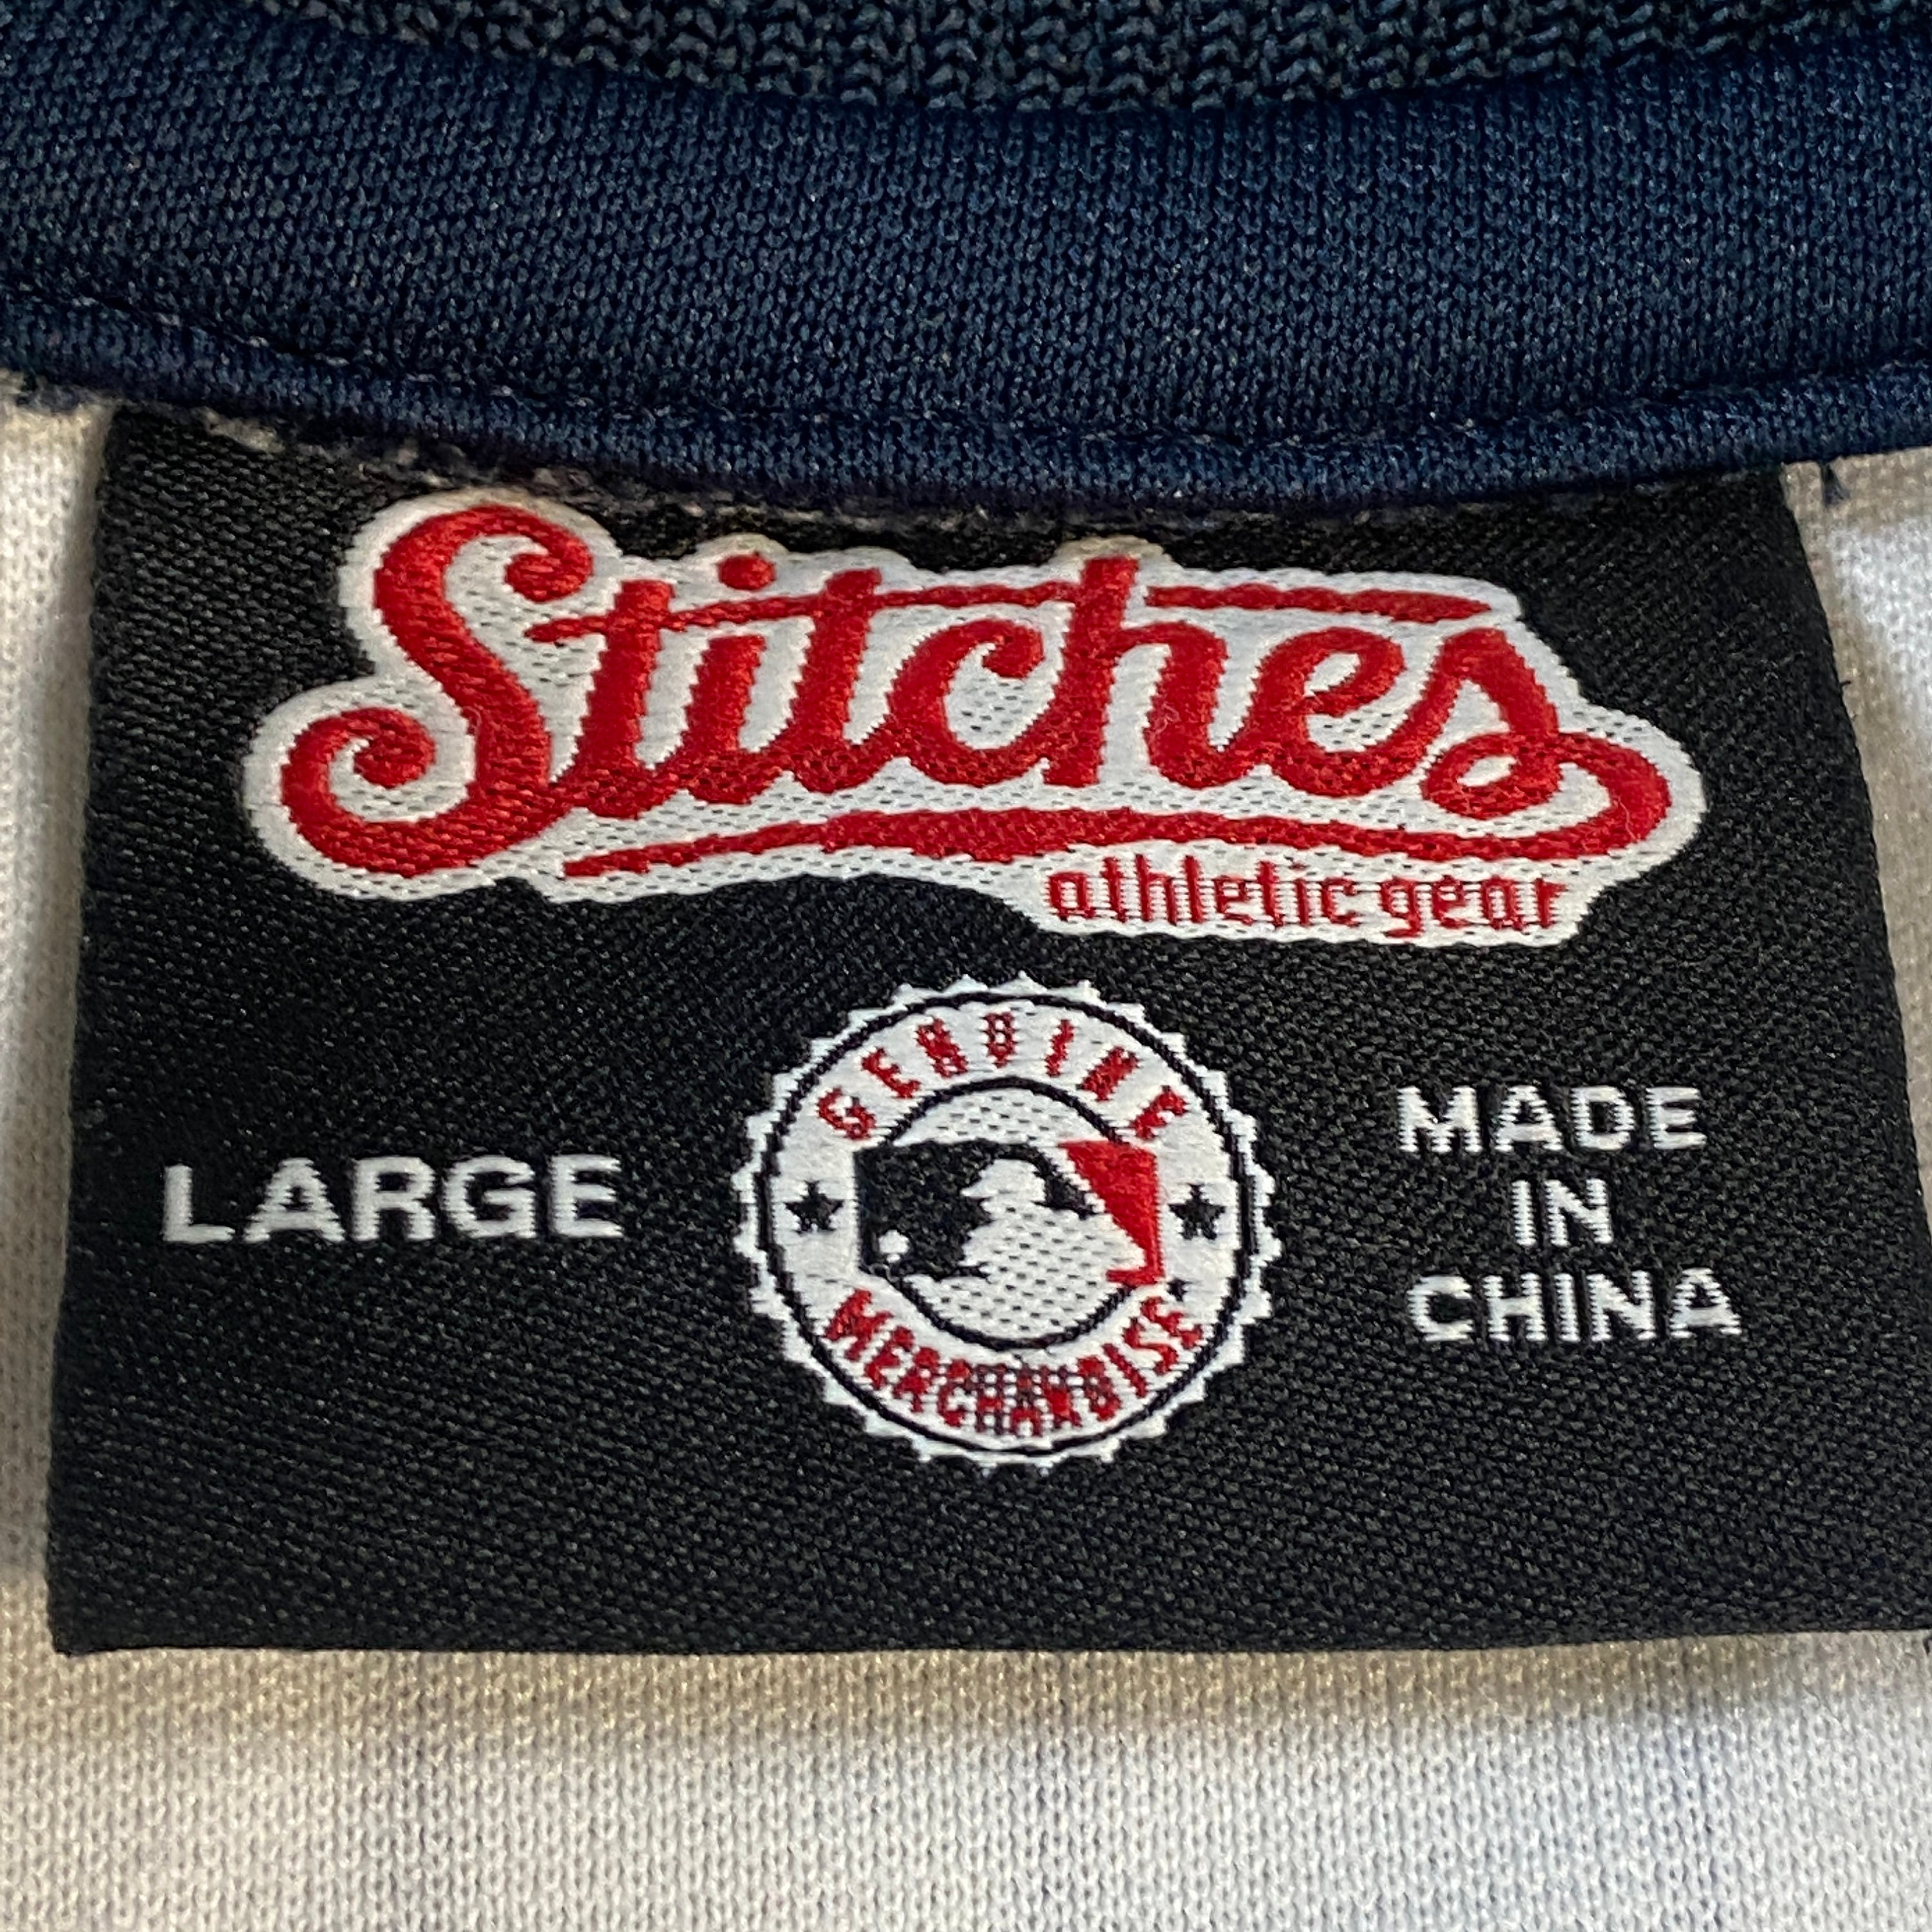 Stitches
athletic gear
LARGE
GENUINE
MERCHANDISE
MADE
IN
CHINA